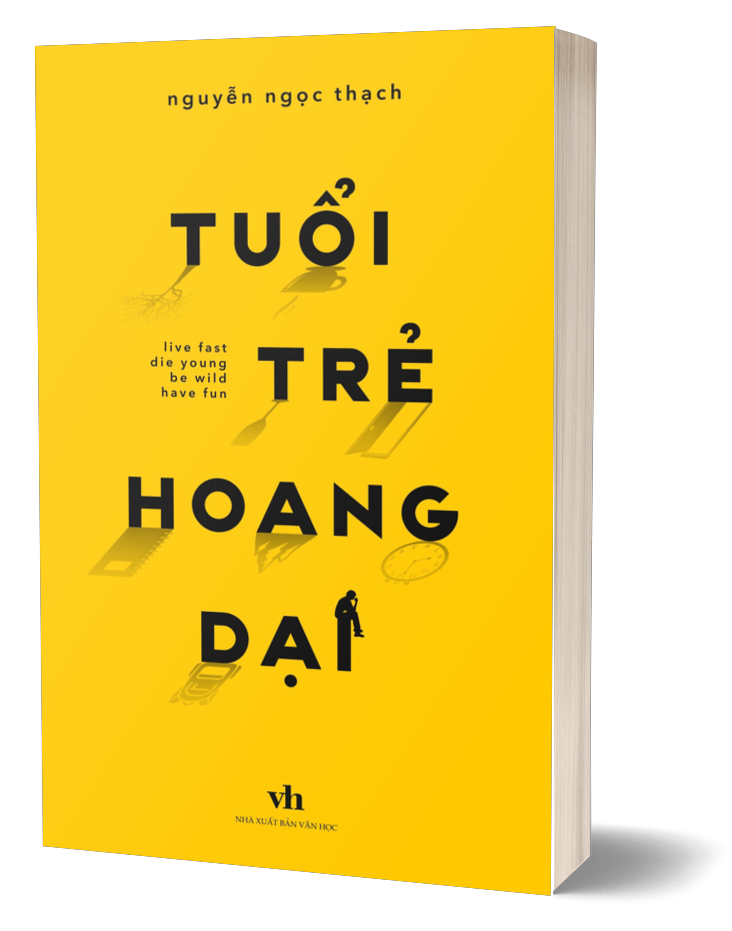 nguyễn ngọc thạch
TUỔI
live fast
die young
be wild
have fun
TRẺ
HOANG
DẠI
vh
NHÀ XUẤT BẢN VĂN HỌC